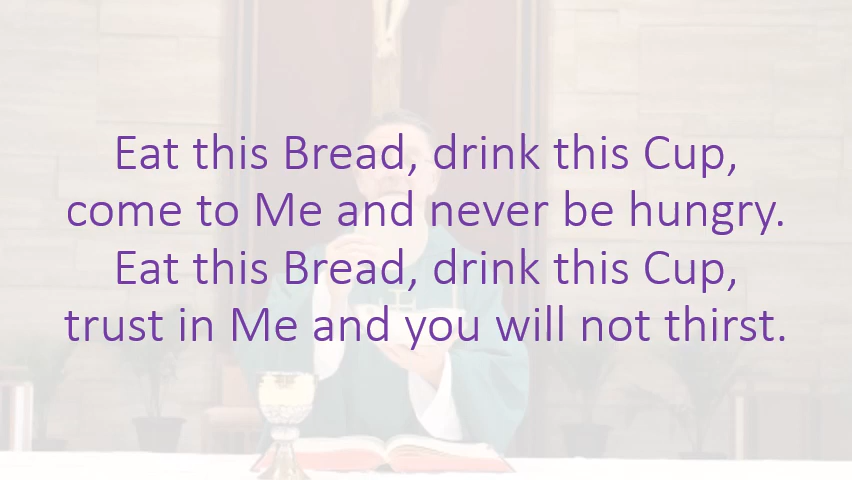 Eat this Bread, drink this Cup,
come to Me and never be hungry.
Eat this Bread, drink this Cup,
trust in Me and you will not thirst.